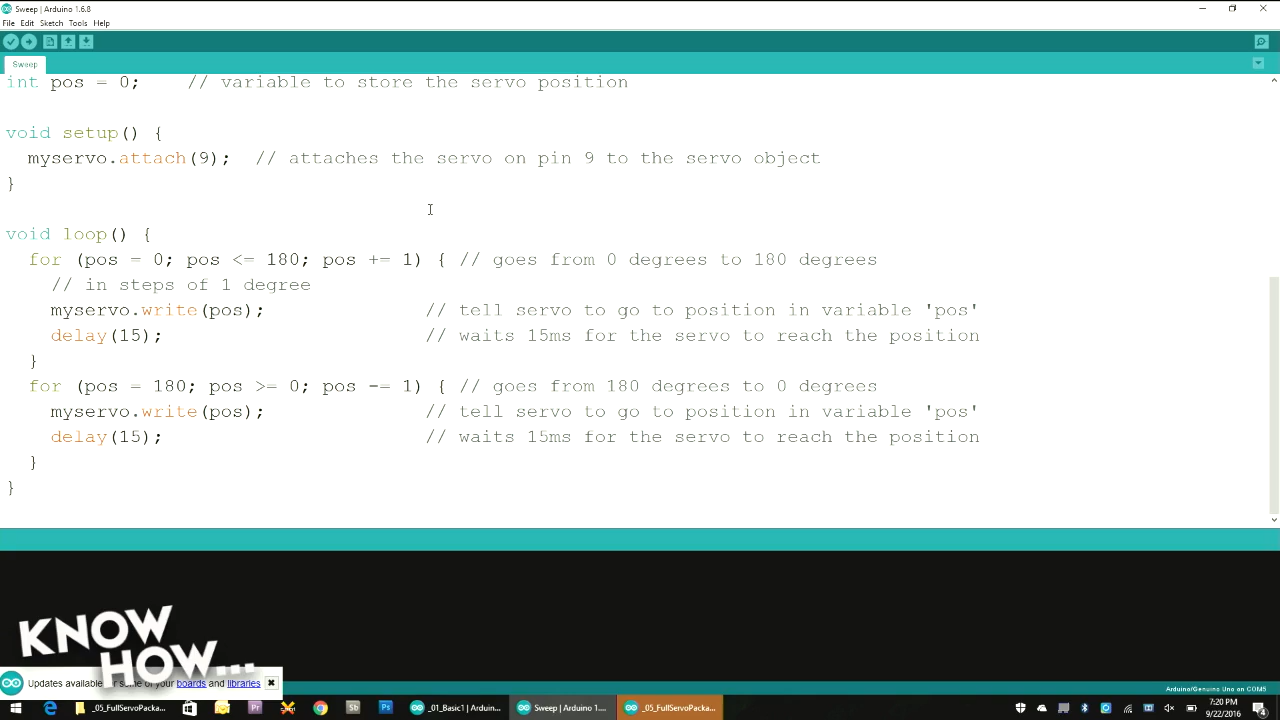 Sweep | Arduino 1.6.8
File Edit Sketch Tools Help
Sweep
int pos = 0;    // variable to store the servo position
void setup() {
  myservo.attach(9);  // attaches the servo on pin 9 to the servo object
}
void loop() {
  for (pos = 0; pos <= 180; pos += 1) { // goes from 0 degrees to 180 degrees
    // in steps of 1 degree
    myservo.write(pos);              // tell servo to go to position in variable 'pos'
    delay(15);                       // waits 15ms for the servo to reach the position
  }
  for (pos = 180; pos >= 0; pos -= 1) { // goes from 180 degrees to 0 degrees
    myservo.write(pos);              // tell servo to go to position in variable 'pos'
    delay(15);                       // waits 15ms for the servo to reach the position
  }
}
KNOW
HOW...
Updates available for some of your boards and libraries
Arduino/Genuino Uno on COM5
_05_FullServoPacka... _01_Basic1 | Arduin... Sweep | Arduino 1.... _05_FullServoPacka...
7:20 PM
9/22/2016
4